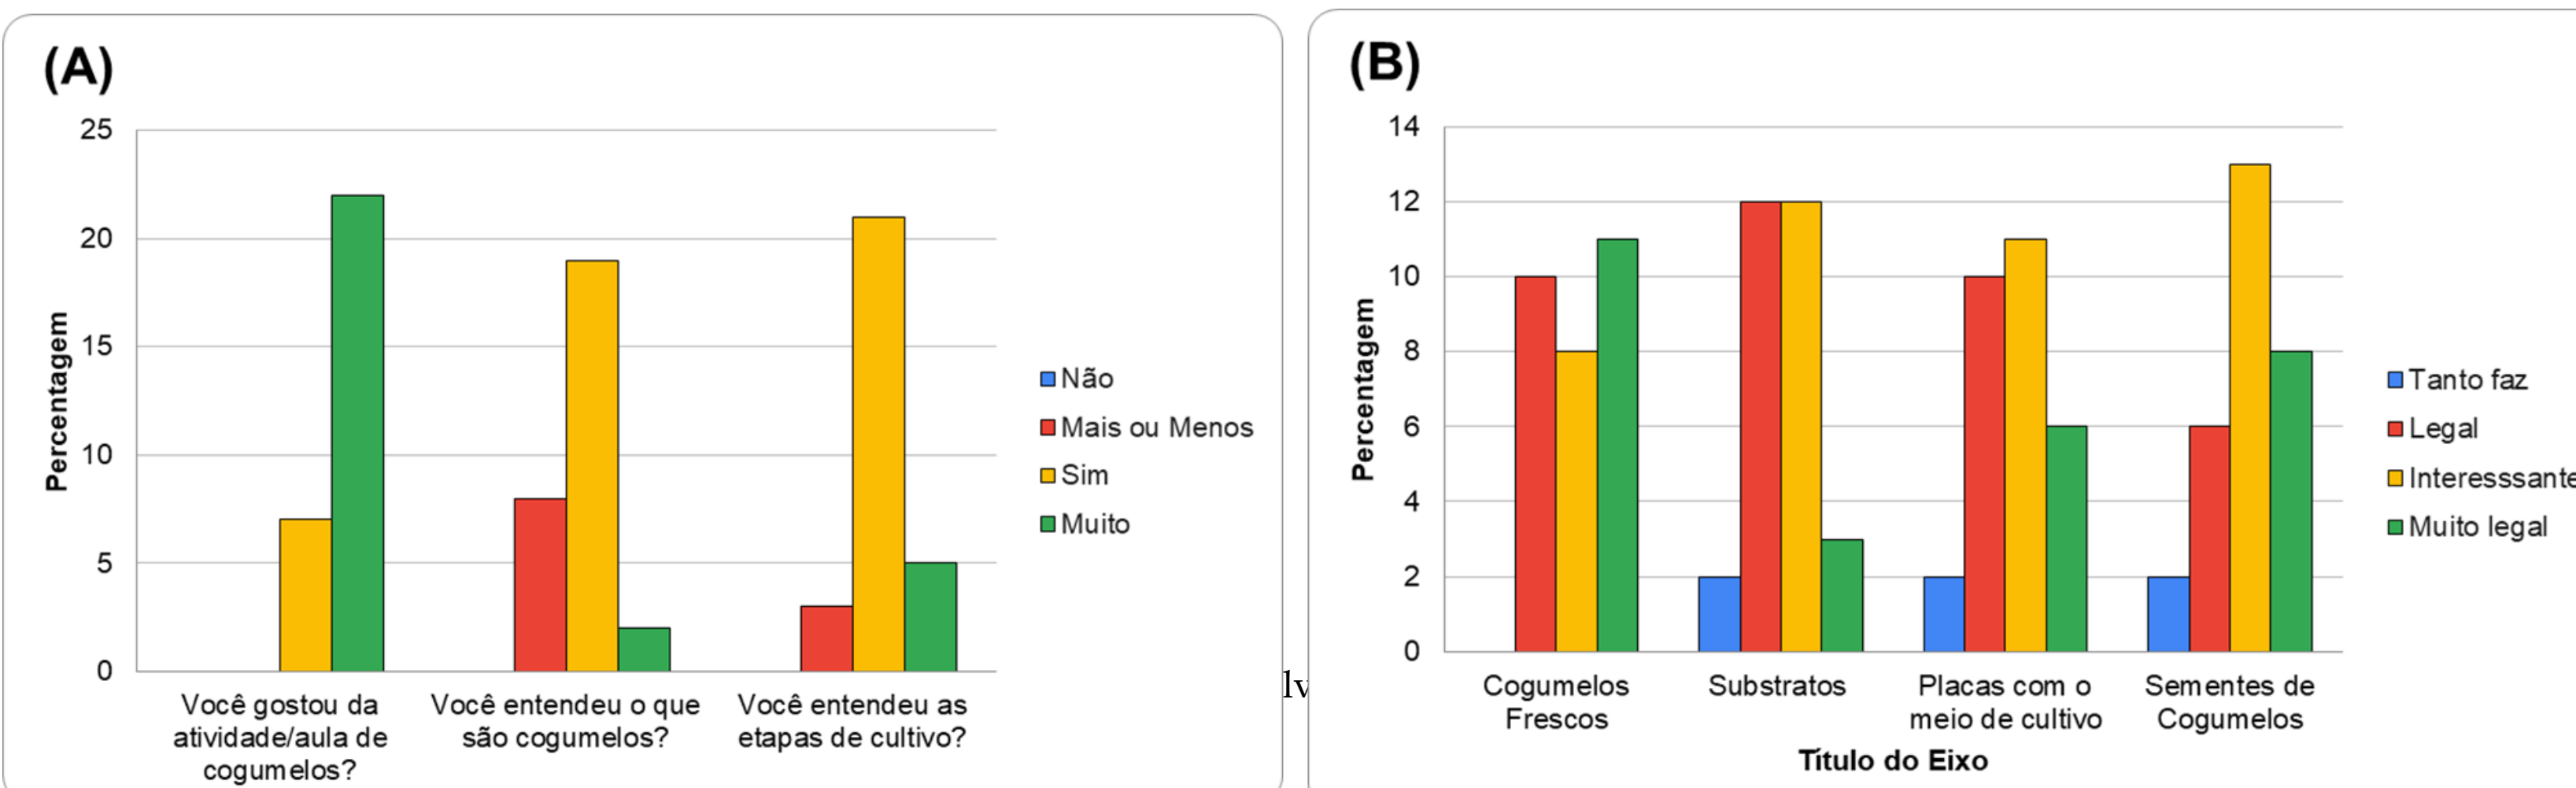 (A)
25
20
15
10
5
0
Percentagem
Você gostou da
atividade/aula de
cogumelos?
Você entendeu o que
são cogumelos?
Você entendeu as
etapas de cultivo?
Não
Mais ou Menos
Sim
Muito
lv
(B)
14
12
10
8
6
4
2
0
Percentagem
Cogumelos
Frescos
Substratos
Placas com o
meio de cultivo
Sementes de
Cogumelos
Título do Eixo
Tanto faz
Legal
Interesssante
Muito legal